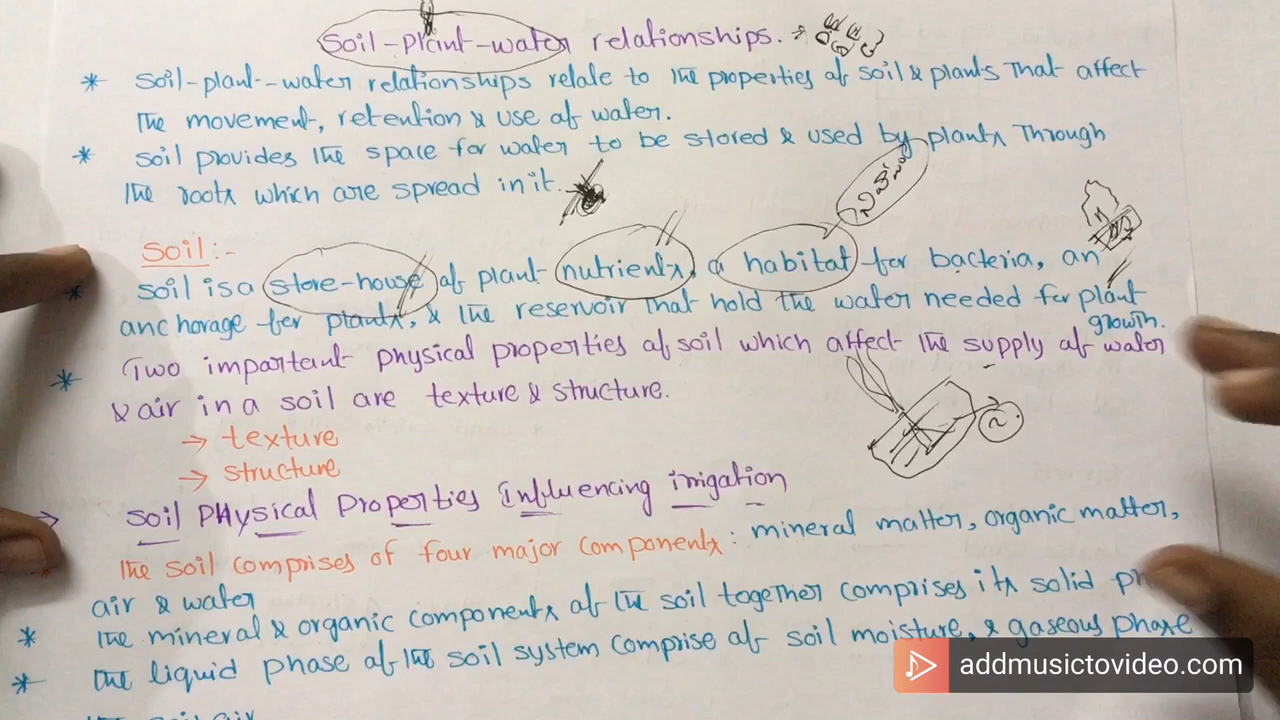 Soil-plant-water relationships.
* Soil-plant-water relationships relate to the properties of soil & plants that affect
the movement, retention & use of water.
* Soil provides the space for water to be stored & used by plants through
the roots which are spread in it.
Soil:-
* Soil is a store-house of plant nutrients, a habitat for bacteria, an
anchorage for plants, & the reservoir that hold the water needed for plant
growth.
* Two important physical properties of soil which affect the supply of water
& air in a soil are texture & structure.
→ texture
→ structure
→ Soil Physical Properties influencing irrigation
* The soil comprises of four major components: mineral matter, organic matter,
air & water
* The mineral & organic components of the soil together comprises its solid
* The liquid phase of the soil system comprise of soil moisture, & gaseous phase
the soil air
addmusictovideo.com